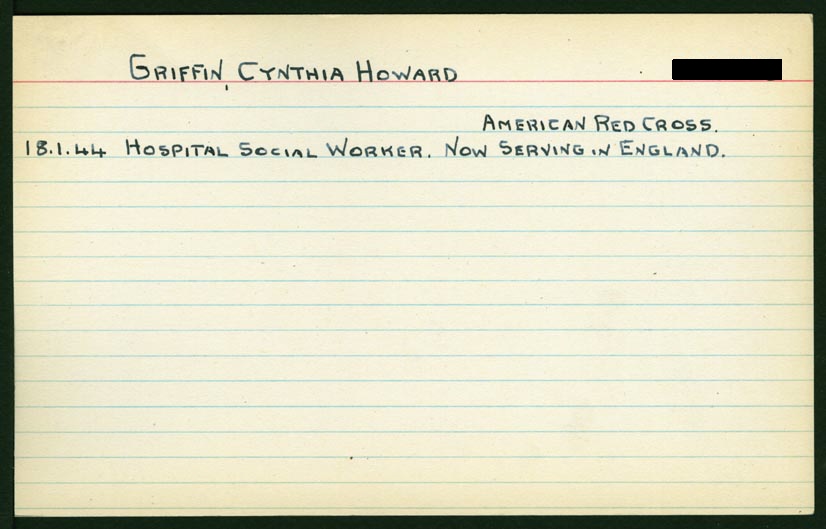 GRIFFIN, CYNTHIA HOWARD
AMERICAN RED CROSS.
18.1.44 HOSPITAL SOCIAL WORKER. NOW SERVING IN ENGLAND.